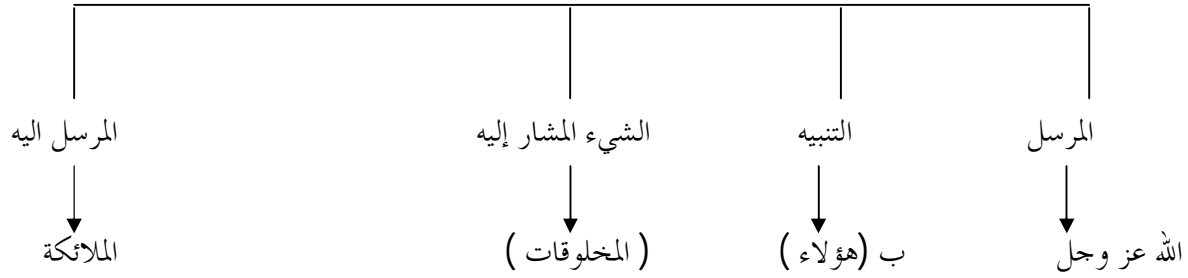 المرسل التنبيه الشيء المشار إليه المرسل اليه
الله عز وجل ب (هؤلاء ) ( المخلوقات ) الملائكة